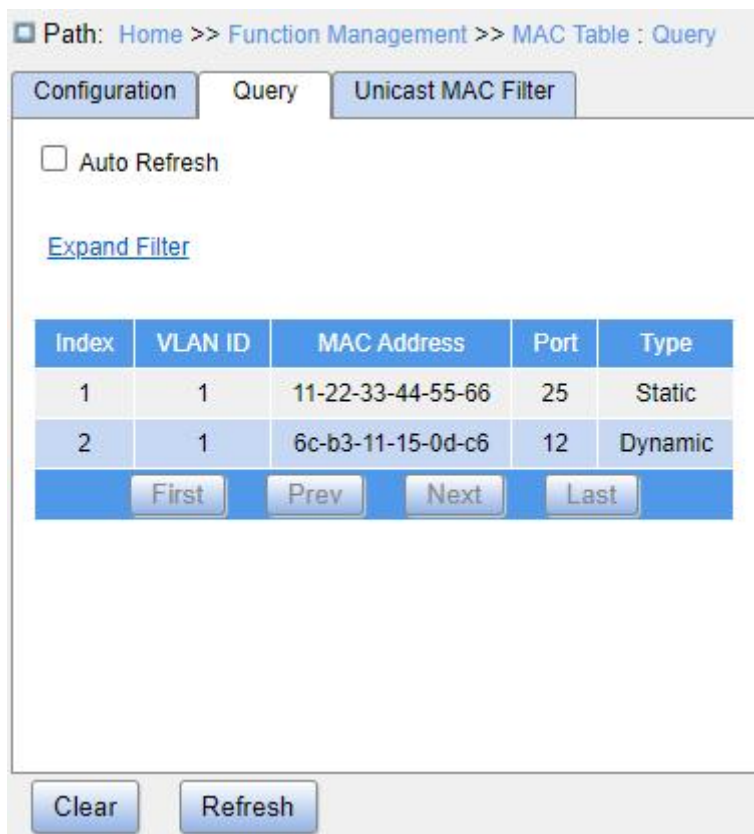 Path: Home >> Function Management >> MAC Table : Query
Configuration Query Unicast MAC Filter
Auto Refresh
Expand Filter
Index VLAN ID MAC Address Port Type
1 1 11-22-33-44-55-66 25 Static
2 1 6c-b3-11-15-0d-c6 12 Dynamic
First Prev Next Last
Clear Refresh